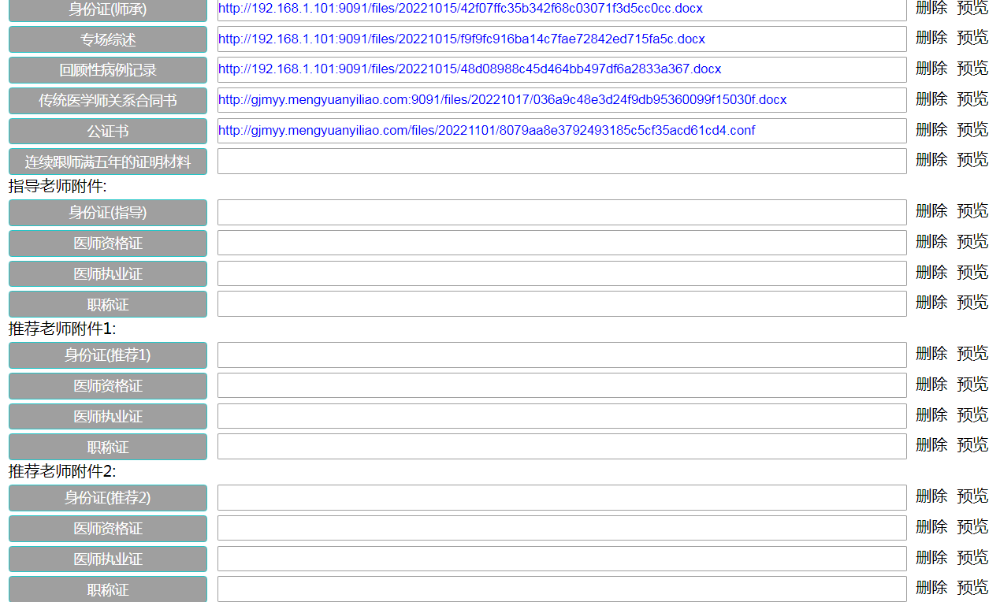 身份证(师承) http://192.168.1.101:9091/files/20221015/42f07ffc35b342f68c03071f3d5cc0cc.docx 删除 预览
专场综述 http://192.168.1.101:9091/files/20221015/f9f9fc916ba14c7fae72842ed715fa5c.docx 删除 预览
回顾性病例记录 http://192.168.1.101:9091/files/20221015/48d08988c45d464bb497df6a2833a367.docx 删除 预览
传统医学师关系合同书 http://gjmyy.mengyuanyiliao.com:9091/files/20221017/036a9c48e3d24f9db95360099f15030f.docx 删除 预览
公证书 http://gjmyy.mengyuanyiliao.com/files/20221101/8079aa8e3792493185c5cf35acd61cd4.conf 删除 预览
连续跟师满五年的证明材料 删除 预览
指导老师附件:
身份证(指导) 删除 预览
医师资格证 删除 预览
医师执业证 删除 预览
职称证 删除 预览
推荐老师附件1:
身份证(推荐1) 删除 预览
医师资格证 删除 预览
医师执业证 删除 预览
职称证 删除 预览
推荐老师附件2:
身份证(推荐2) 删除 预览
医师资格证 删除 预览
医师执业证 删除 预览
职称证 删除 预览